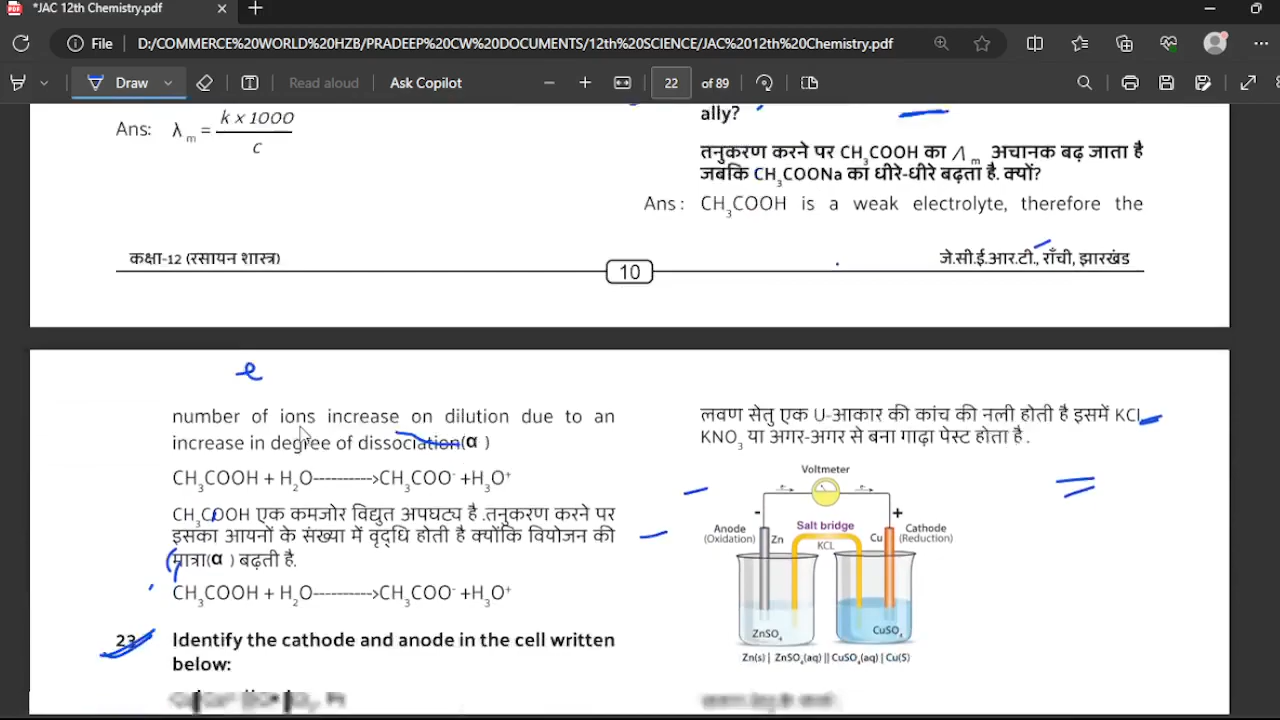 *JAC 12th Chemistry.pdf
File D:/COMMERCE%20WORLD%20HZB/PRADEEP%20CW%20DOCUMENTS/12th%20SCIENCE/JAC%2012th%20Chemistry.pdf
Draw Read aloud Ask Copilot 22 of 89
Ans: λm = k x 1000
c
ally?
तनुकरण करने पर CH3COOH का Λm अचानक बढ़ जाता है
जबकि CH3COONa का धीरे-धीरे बढ़ता है. क्यों?
Ans : CH3COOH is a weak electrolyte, therefore the
कक्षा-12 (रसायन शास्त्र) 10 जे.सी.ई.आर.टी., राँची, झारखंड
e
number of ions increase on dilution due to an
increase in degree of dissociation(α )
CH3COOH + H2O---------->CH3COO- +H3O+
CH3COOH एक कमजोर विद्युत अपघट्य है .तनुकरण करने पर
इसका आयनों के संख्या में वृद्धि होती है क्योंकि वियोजन की
मात्रा(α ) बढ़ती है.
CH3COOH + H2O---------->CH3COO- +H3O+
23 Identify the cathode and anode in the cell written
below:
लवण सेतु एक U-आकार की कांच की नली होती है इसमें KCl
KNO3 या अगर-अगर से बना गाढ़ा पेस्ट होता है .
Voltmeter
e- e-
- +
Anode
(Oxidation)
Zn
Salt bridge
KCL
Cu
Cathode
(Reduction)
ZnSO4
CuSO4
Zn(s) | ZnSO4(aq) || CuSO4(aq) | Cu(S)